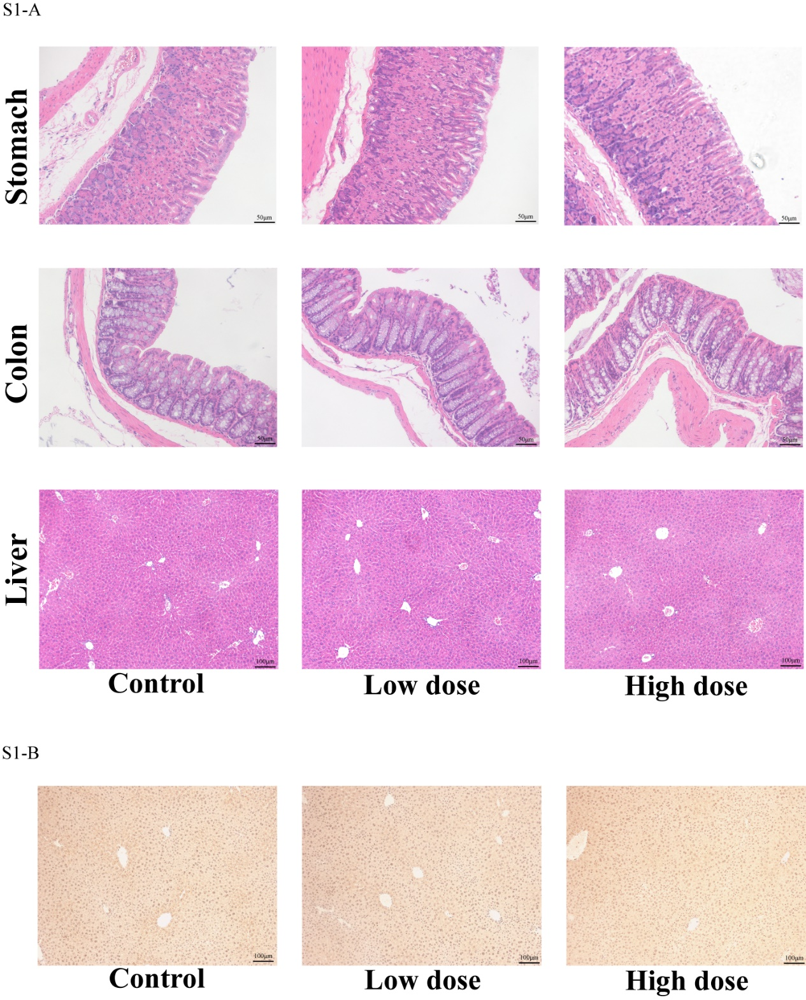 S1-A
Stomach
50μm
50μm
50μm
Colon
50μm
50μm
50μm
Liver
100μm
100μm
100μm
Control
Low dose
High dose
S1-B
100μm
100μm
100μm
Control
Low dose
High dose